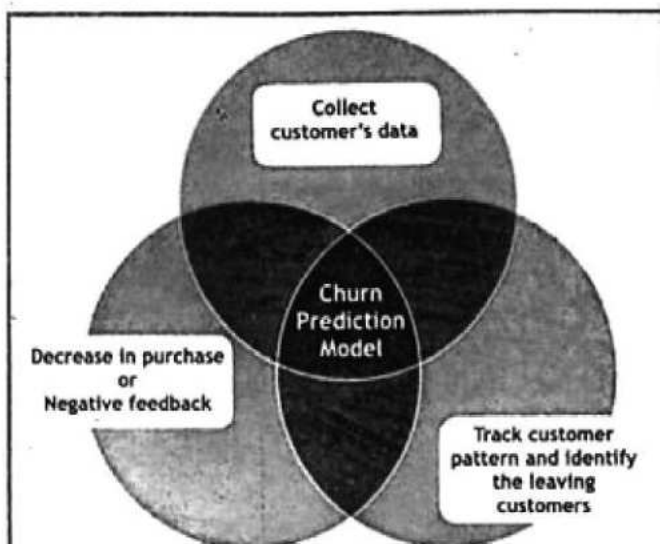 Collect
customer's data
Churn
Prediction
Model
Decrease in purchase
or
Negative feedback
Track customer
pattern and identify
the leaving
customers